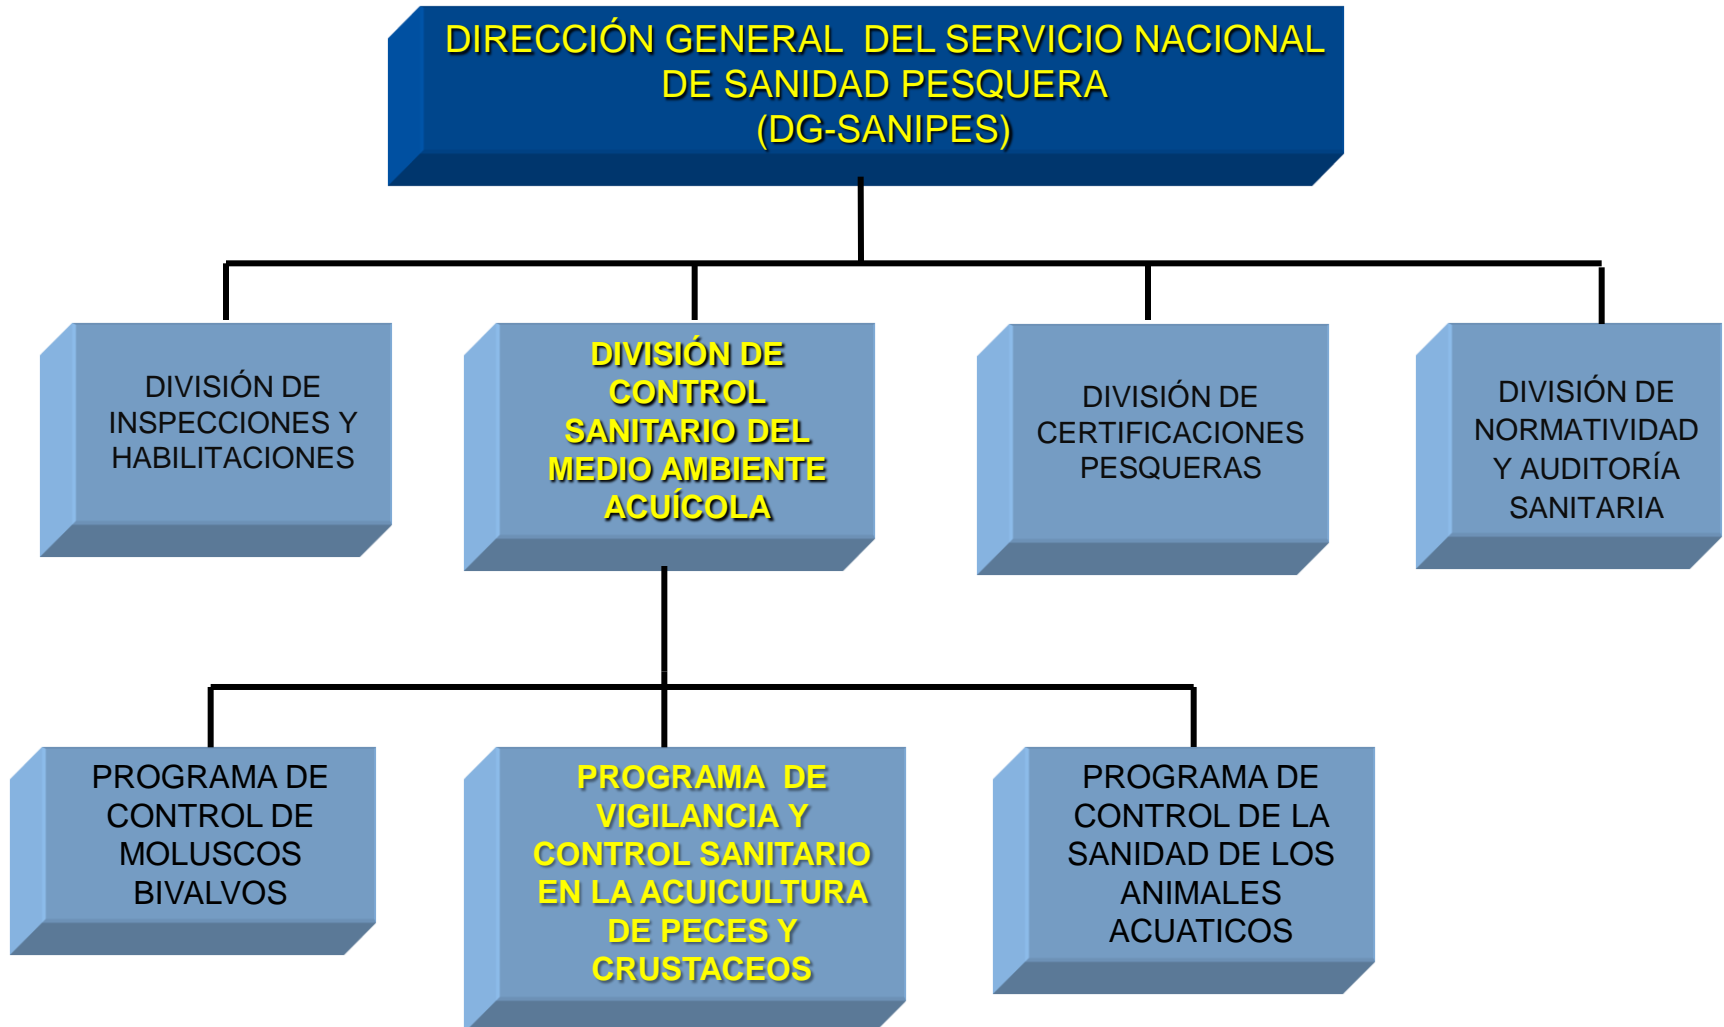 DIRECCIÓN GENERAL DEL SERVICIO NACIONAL
DE SANIDAD PESQUERA
(DG-SANIPES)
DIVISIÓN DE
INSPECCIONES Y
HABILITACIONES
DIVISIÓN DE
CONTROL
SANITARIO DEL
MEDIO AMBIENTE
ACUÍCOLA
DIVISIÓN DE
CERTIFICACIONES
PESQUERAS
DIVISIÓN DE
NORMATIVIDAD
Y AUDITORÍA
SANITARIA
PROGRAMA DE
CONTROL DE
MOLUSCOS
BIVALVOS
PROGRAMA DE
VIGILANCIA Y
CONTROL SANITARIO
EN LA ACUICULTURA
DE PECES Y
CRUSTACEOS
PROGRAMA DE
CONTROL DE LA
SANIDAD DE LOS
ANIMALES
ACUATICOS